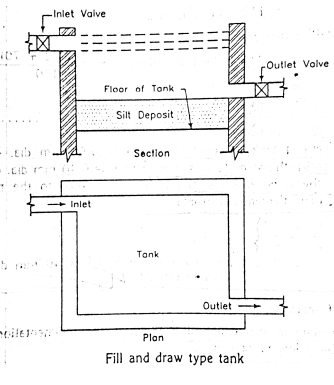 Inlet Valve
Outlet Valve
Floor of Tank
Silt Deposit
Section
Inlet
Tank
Outlet
Plan
Fill and draw type tank